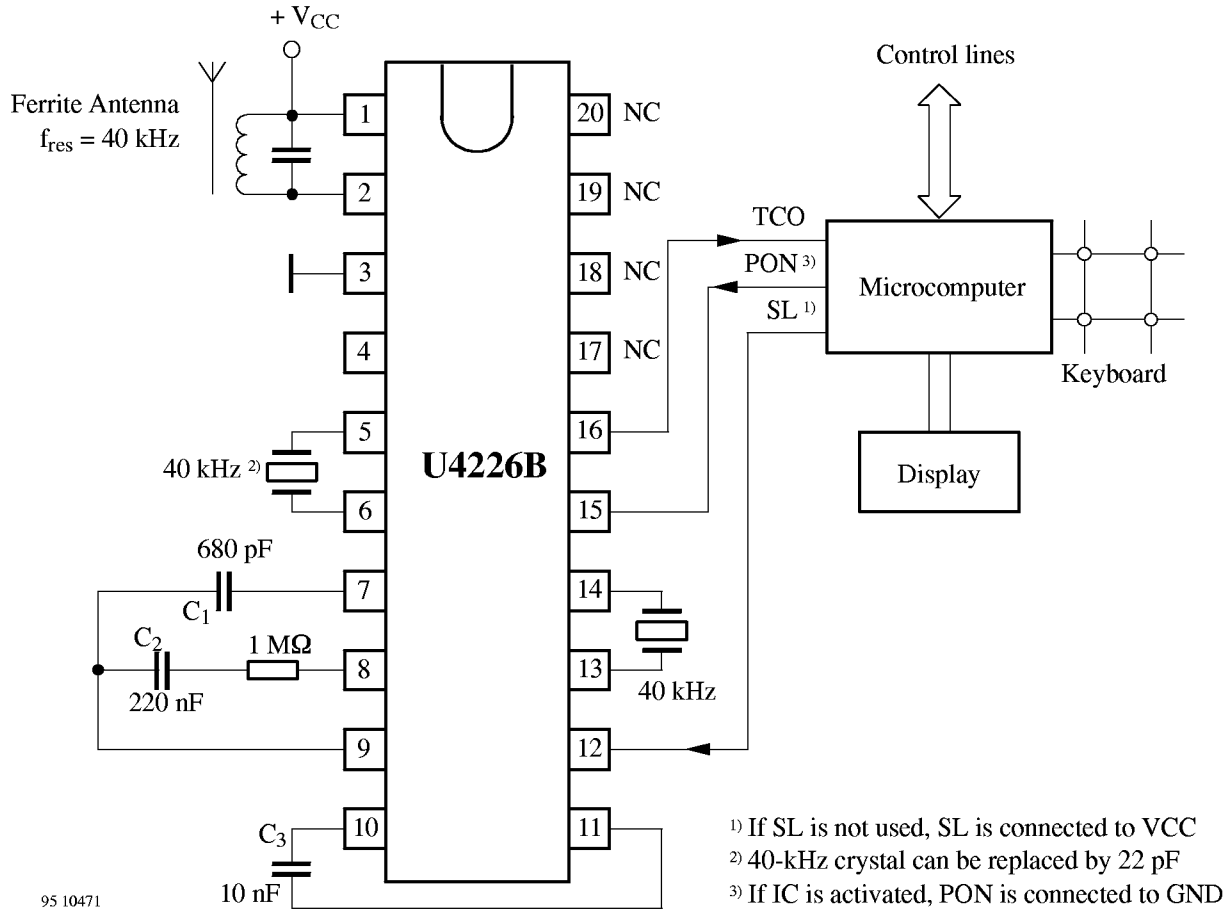 + V_CC
Ferrite Antenna
f_res = 40 kHz
1
2
3
4
5
6
7
8
9
10
20 NC
19 NC
18 NC
17 NC
16
15
14
13
12
11
U4226B
40 kHz 2)
680 pF
C1
C2
1 MΩ
220 nF
C3
10 nF
40 kHz
Control lines
TCO
PON 3)
SL 1)
Microcomputer
Keyboard
Display
1) If SL is not used, SL is connected to VCC
2) 40-kHz crystal can be replaced by 22 pF
3) If IC is activated, PON is connected to GND
95 10471